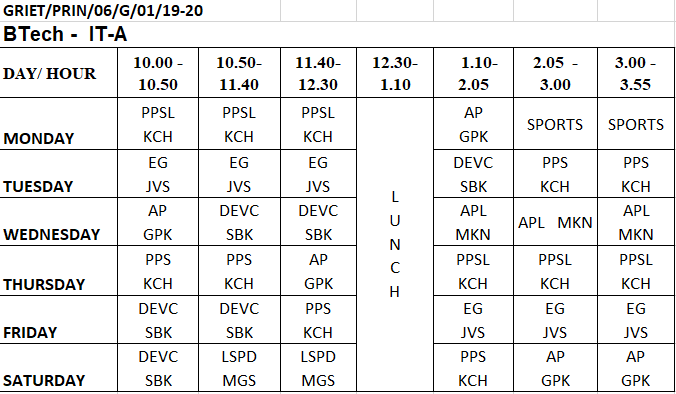 GRIET/PRIN/06/G/01/19-20
BTech - IT-A
DAY/ HOUR 10.00 - 10.50 10.50- 11.40 11.40- 12.30 12.30- 1.10 1.10- 2.05 2.05 - 3.00 3.00 - 3.55
MONDAY PPSL KCH PPSL KCH PPSL KCH AP GPK SPORTS SPORTS
TUESDAY EG JVS EG JVS EG JVS DEVC SBK PPS KCH PPS KCH
WEDNESDAY AP GPK DEVC SBK DEVC SBK APL MKN APL MKN APL MKN
THURSDAY PPS KCH PPS KCH AP GPK PPSL KCH PPSL KCH PPSL KCH
FRIDAY DEVC SBK DEVC SBK PPS KCH EG JVS EG JVS EG JVS
SATURDAY DEVC SBK LSPD MGS LSPD MGS PPS KCH AP GPK AP GPK
LUNCH